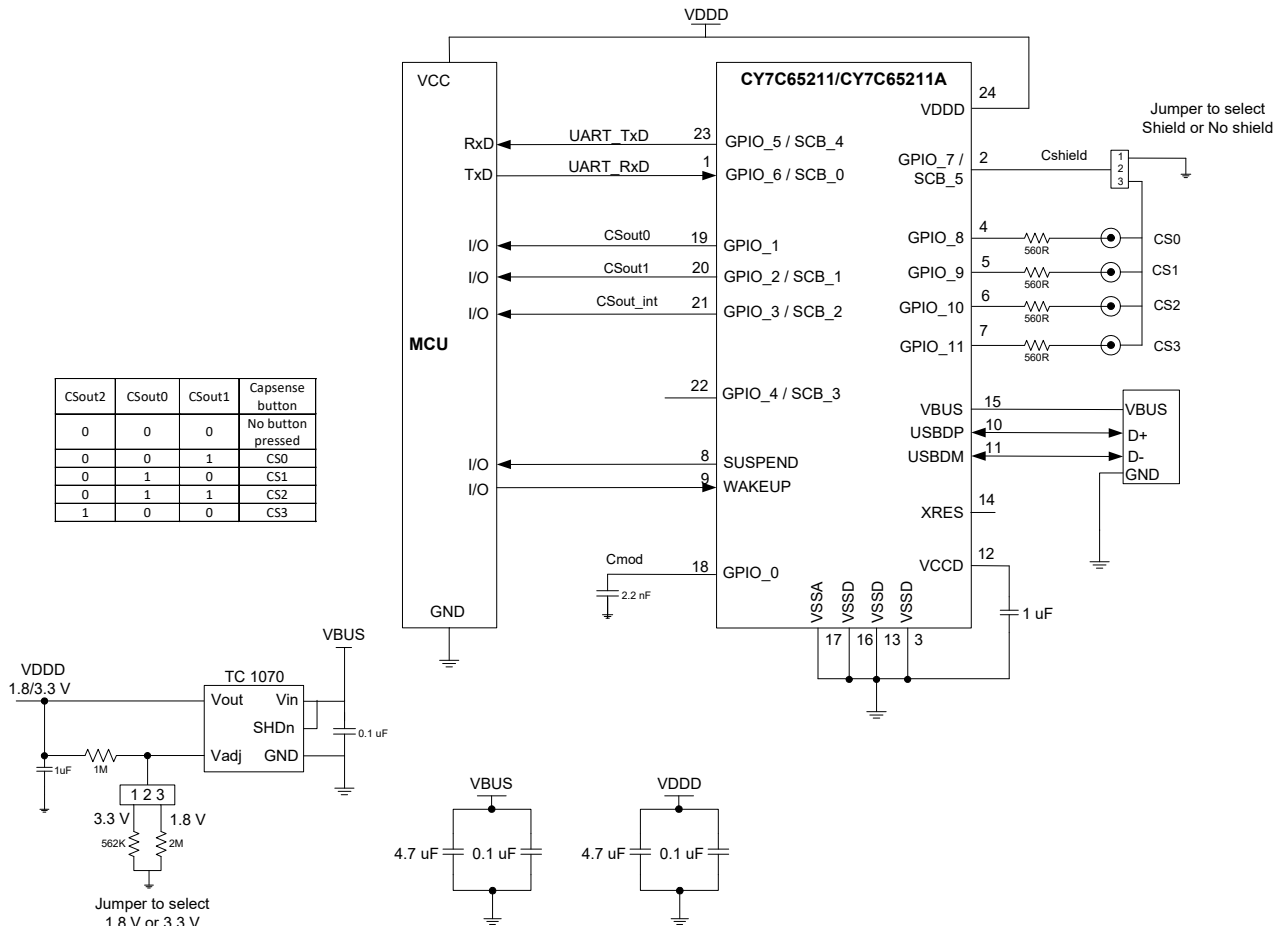 VDDD
VCC
RxD
TxD
I/O
I/O
I/O
MCU
I/O
I/O
GND
UART_TxD
UART_RxD
CSout0
CSout1
CSout_int
Cmod
2.2 nF
CY7C65211/CY7C65211A
23 GPIO_5 / SCB_4
1 GPIO_6 / SCB_0
19 GPIO_1
20 GPIO_2 / SCB_1
21 GPIO_3 / SCB_2
22 GPIO_4 / SCB_3
8 SUSPEND
9 WAKEUP
18 GPIO_0
VDDD 24
GPIO_7 / 2
SCB_5
GPIO_8 4
GPIO_9 5
GPIO_10 6
GPIO_11 7
VBUS 15
USBDP 10
USBDM 11
XRES 14
VCCD 12
VSSA
VSSD
VSSD
VSSD
17 16 13 3
1 uF
Jumper to select
Shield or No shield
Cshield
1
2
3
560R
CS0
560R
CS1
560R
CS2
560R
CS3
VBUS
D+
D-
GND
CSout2 CSout0 CSout1 Capsense
button
0 0 0 No button
pressed
0 0 1 CS0
0 1 0 CS1
0 1 1 CS2
1 0 0 CS3
VDDD
1.8/3.3 V
TC 1070
Vout Vin
SHDn
Vadj GND
VBUS
0.1 uF
1uF
1M
1 2 3
3.3 V 1.8 V
562K 2M
Jumper to select
1.8 V or 3.3 V
VBUS
4.7 uF 0.1 uF
VDDD
4.7 uF 0.1 uF